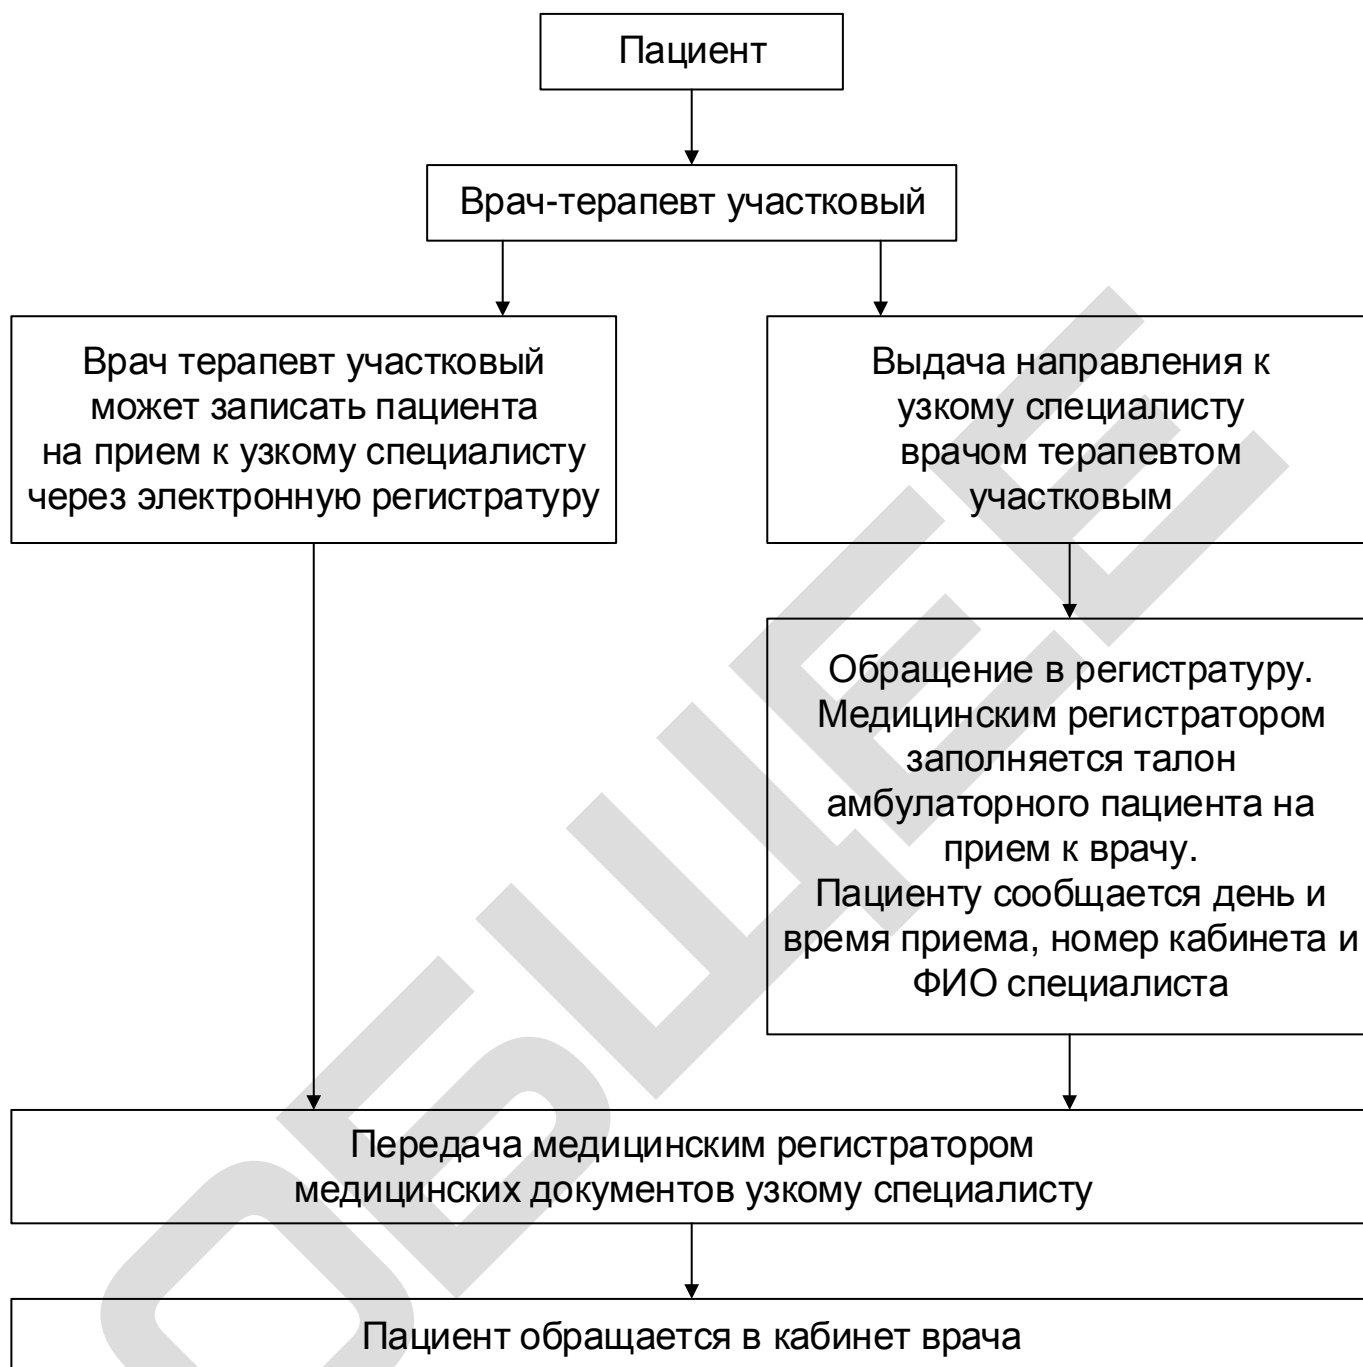 Пациент
Врач-терапевт участковый
Врач терапевт участковый
может записать пациента
на прием к узкому специалисту
через электронную регистратуру
Выдача направления к
узкому специалисту
врачом терапевтом
участковым
Обращение в регистратуру.
Медицинским регистратором
заполняется талон
амбулаторного пациента на
прием к врачу.
Пациенту сообщается день и
время приема, номер кабинета и
ФИО специалиста
Передача медицинским регистратором
медицинских документов узкому специалисту
Пациент обращается в кабинет врача
ОБЩЕЕ